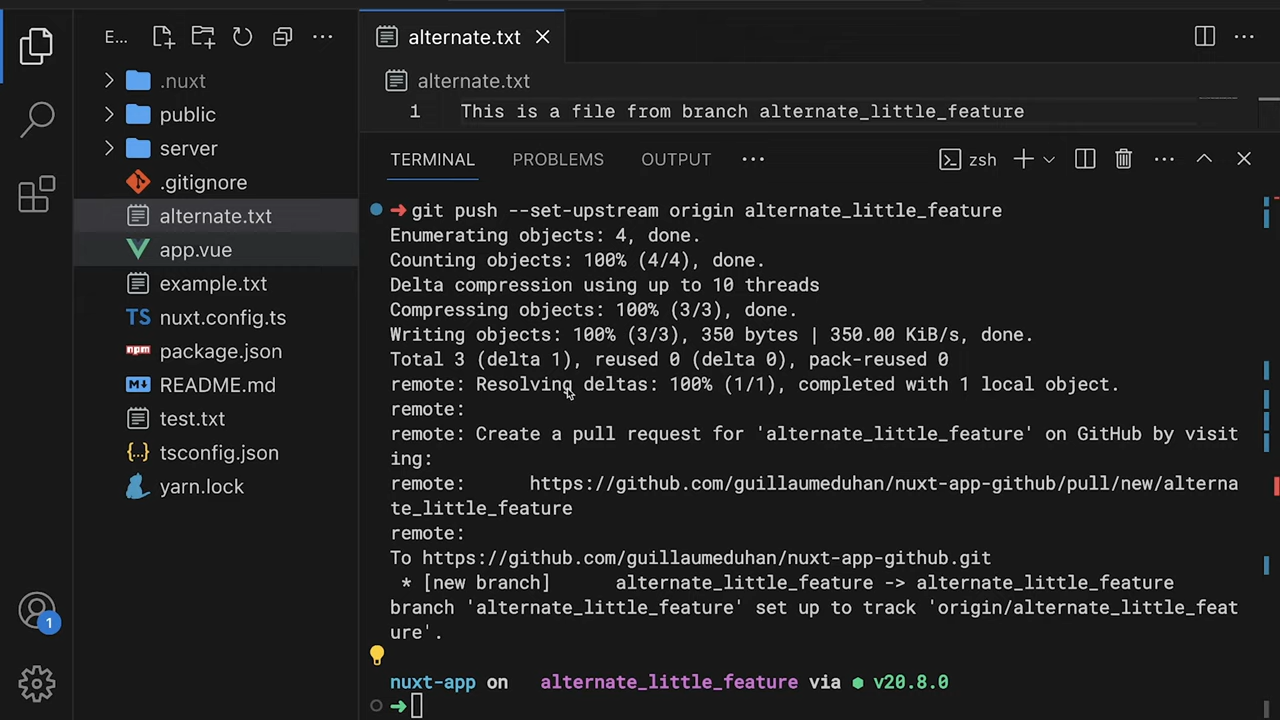 E...
alternate.txt
.nuxt
public
server
.gitignore
alternate.txt
app.vue
example.txt
TS nuxt.config.ts
npm package.json
M README.md
test.txt
{..} tsconfig.json
yarn.lock
1
alternate.txt
1 This is a file from branch alternate_little_feature
TERMINAL PROBLEMS OUTPUT zsh
git push --set-upstream origin alternate_little_feature
Enumerating objects: 4, done.
Counting objects: 100% (4/4), done.
Delta compression using up to 10 threads
Compressing objects: 100% (3/3), done.
Writing objects: 100% (3/3), 350 bytes | 350.00 KiB/s, done.
Total 3 (delta 1), reused 0 (delta 0), pack-reused 0
remote: Resolving deltas: 100% (1/1), completed with 1 local object.
remote:
remote: Create a pull request for 'alternate_little_feature' on GitHub by visit
ing:
remote:      https://github.com/guillaumeduhan/nuxt-app-github/pull/new/alterna
te_little_feature
remote:
To https://github.com/guillaumeduhan/nuxt-app-github.git
 * [new branch]      alternate_little_feature -> alternate_little_feature
branch 'alternate_little_feature' set up to track 'origin/alternate_little_feat
ure'.
nuxt-app on alternate_little_feature via v20.8.0